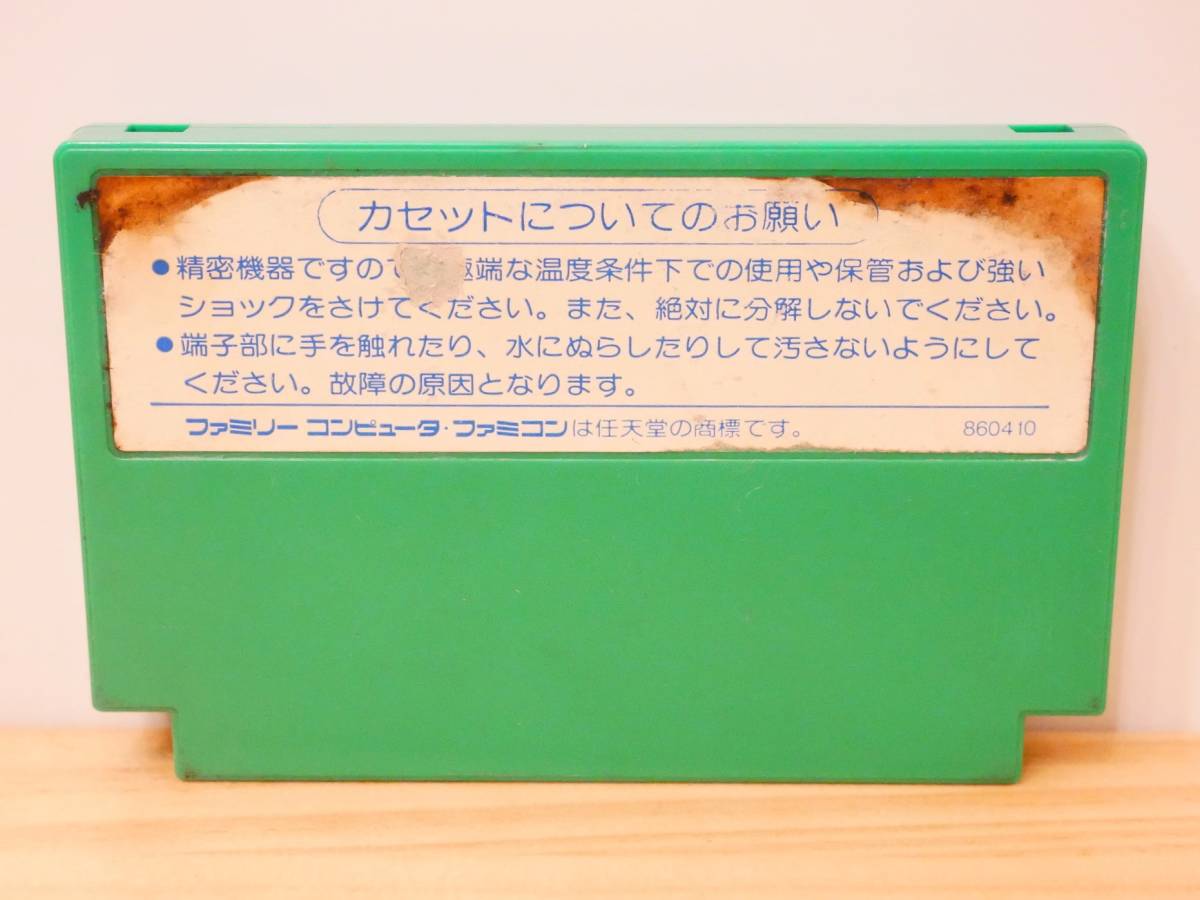 カセットについてのお願い
●精密機器ですので 極端な温度条件下での使用や保管および強い
ショックをさけてください。また、絶対に分解しないでください。
●端子部に手を触れたり、水にぬらしたりして汚さないようにして
ください。故障の原因となります。
ファミリー コンピュータ・ファミコンは任天堂の商標です。 860410